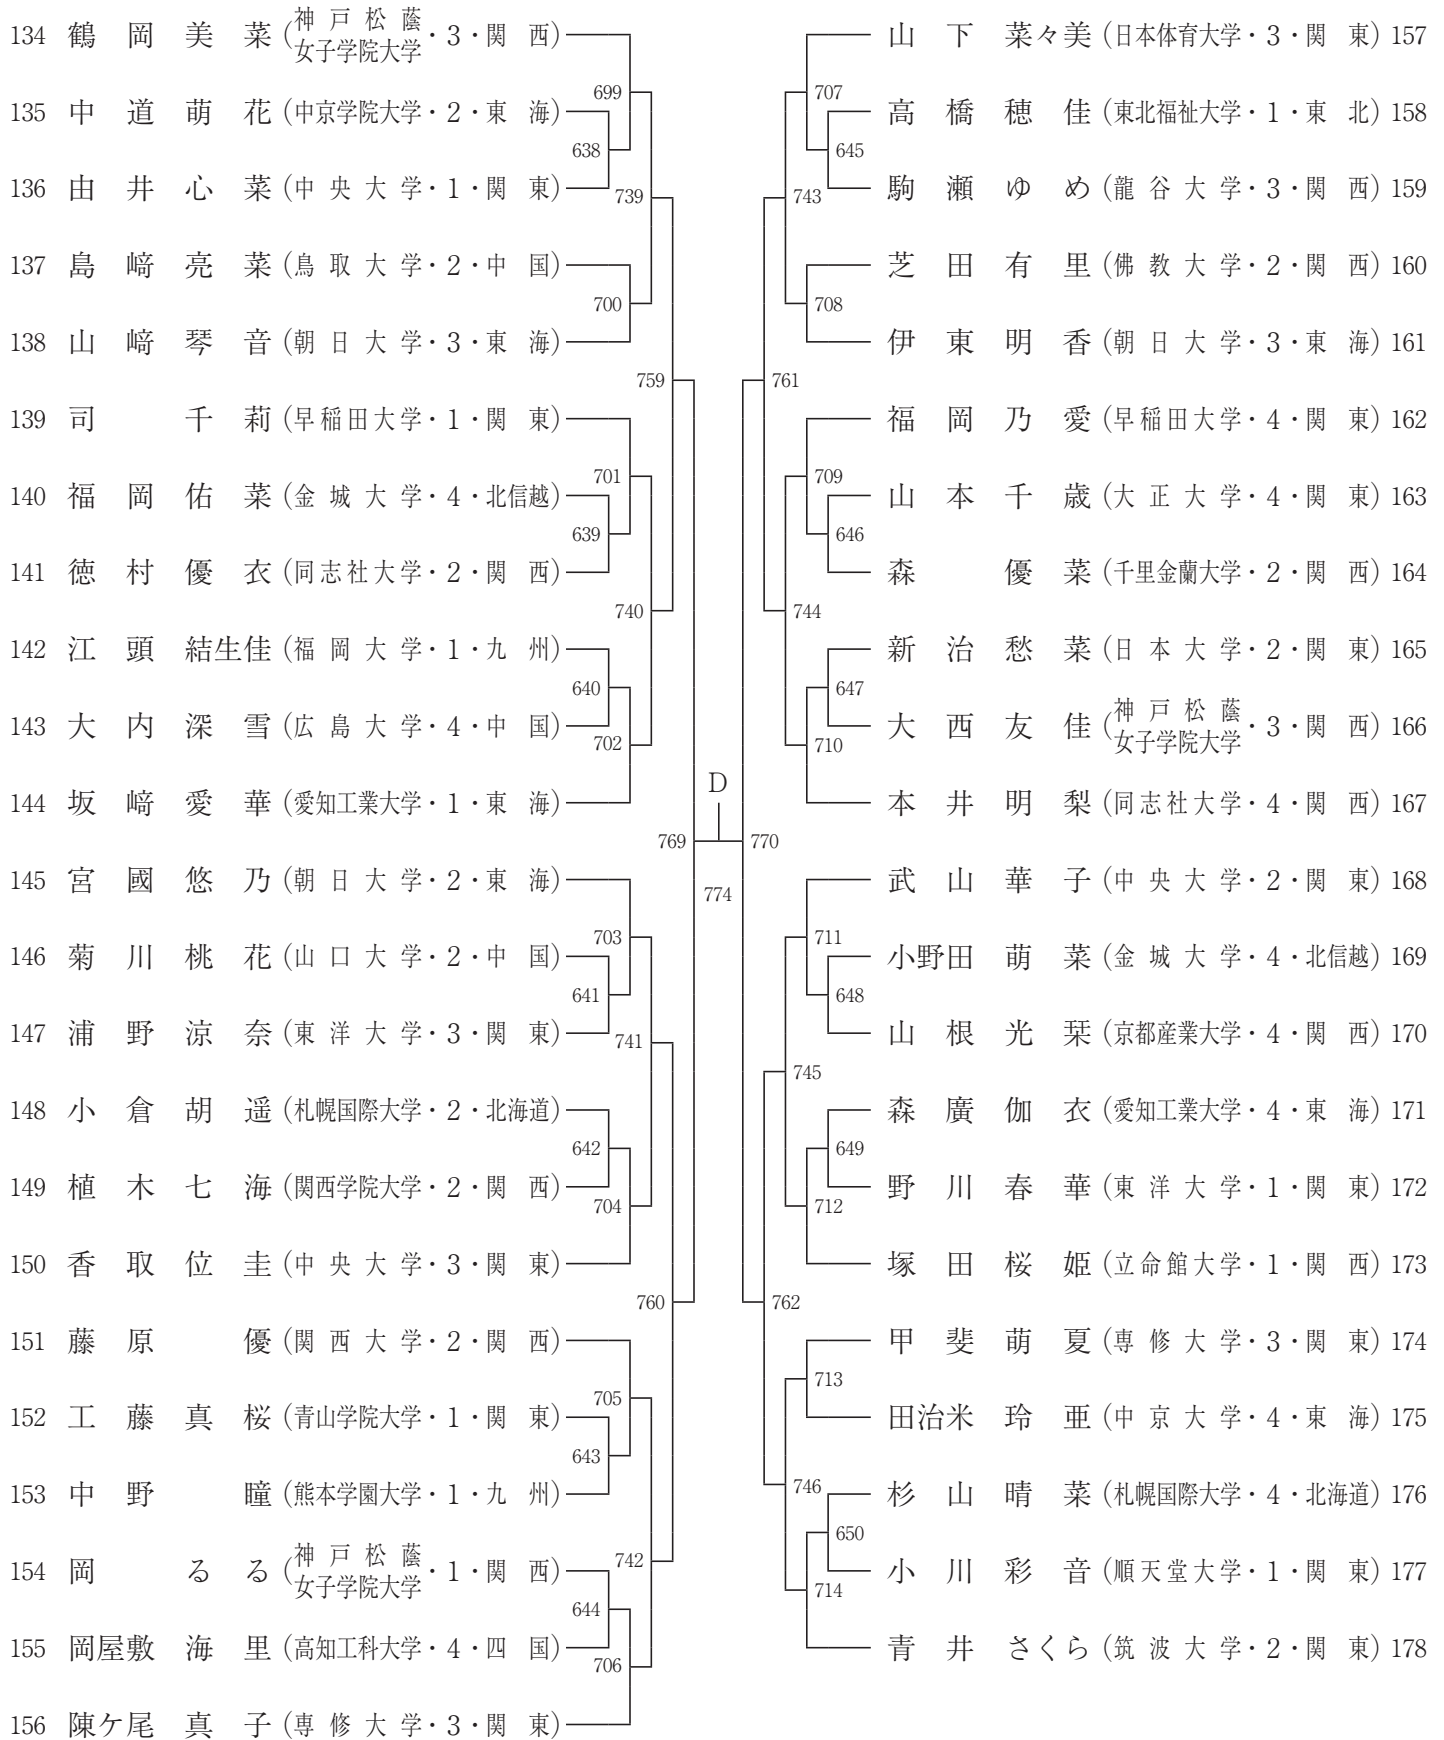 134 鶴岡美菜 (神戸松蔭女子学院大学・3・関西)
699
135 中道萌花 (中京学院大学・2・東海)
638
136 由井心菜 (中央大学・1・関東)
739
137 島﨑亮菜 (鳥取大学・2・中国)
700
138 山﨑琴音 (朝日大学・3・東海)
759
139 司千莉 (早稲田大学・1・関東)
701
140 福岡佑菜 (金城大学・4・北信越)
639
141 徳村優衣 (同志社大学・2・関西)
740
142 江頭結生佳 (福岡大学・1・九州)
640
143 大内深雪 (広島大学・4・中国)
702
144 坂﨑愛華 (愛知工業大学・1・東海)
769
145 宮國悠乃 (朝日大学・2・東海)
703
146 菊川桃花 (山口大学・2・中国)
641
147 浦野涼奈 (東洋大学・3・関東)
741
148 小倉胡遥 (札幌国際大学・2・北海道)
642
149 植木七海 (関西学院大学・2・関西)
704
150 香取位圭 (中央大学・3・関東)
760
151 藤原優 (関西大学・2・関西)
705
152 工藤真桜 (青山学院大学・1・関東)
643
153 中野瞳 (熊本学園大学・1・九州)
742
154 岡るる (神戸松蔭女子学院大学・1・関西)
644
155 岡屋敷海里 (高知工科大学・4・四国)
706
156 陳ケ尾真子 (専修大学・3・関東)
D
774
山下菜々美 (日本体育大学・3・関東) 157
707
高橋穂佳 (東北福祉大学・1・東北) 158
645
駒瀬ゆめ (龍谷大学・3・関西) 159
743
芝田有里 (佛教大学・2・関西) 160
708
伊東明香 (朝日大学・3・東海) 161
761
福岡乃愛 (早稲田大学・4・関東) 162
709
山本千歳 (大正大学・4・関東) 163
646
森優菜 (千里金蘭大学・2・関西) 164
744
新治愁菜 (日本大学・2・関東) 165
647
大西友佳 (神戸松蔭女子学院大学・3・関西) 166
710
本井明梨 (同志社大学・4・関西) 167
770
武山華子 (中央大学・2・関東) 168
711
小野田萌菜 (金城大学・4・北信越) 169
648
山根光栞 (京都産業大学・4・関西) 170
745
森廣伽衣 (愛知工業大学・4・東海) 171
649
野川春華 (東洋大学・1・関東) 172
712
塚田桜姫 (立命館大学・1・関西) 173
762
甲斐萌夏 (専修大学・3・関東) 174
713
田治米玲亜 (中京大学・4・東海) 175
746
杉山晴菜 (札幌国際大学・4・北海道) 176
650
小川彩音 (順天堂大学・1・関東) 177
714
青井さくら (筑波大学・2・関東) 178